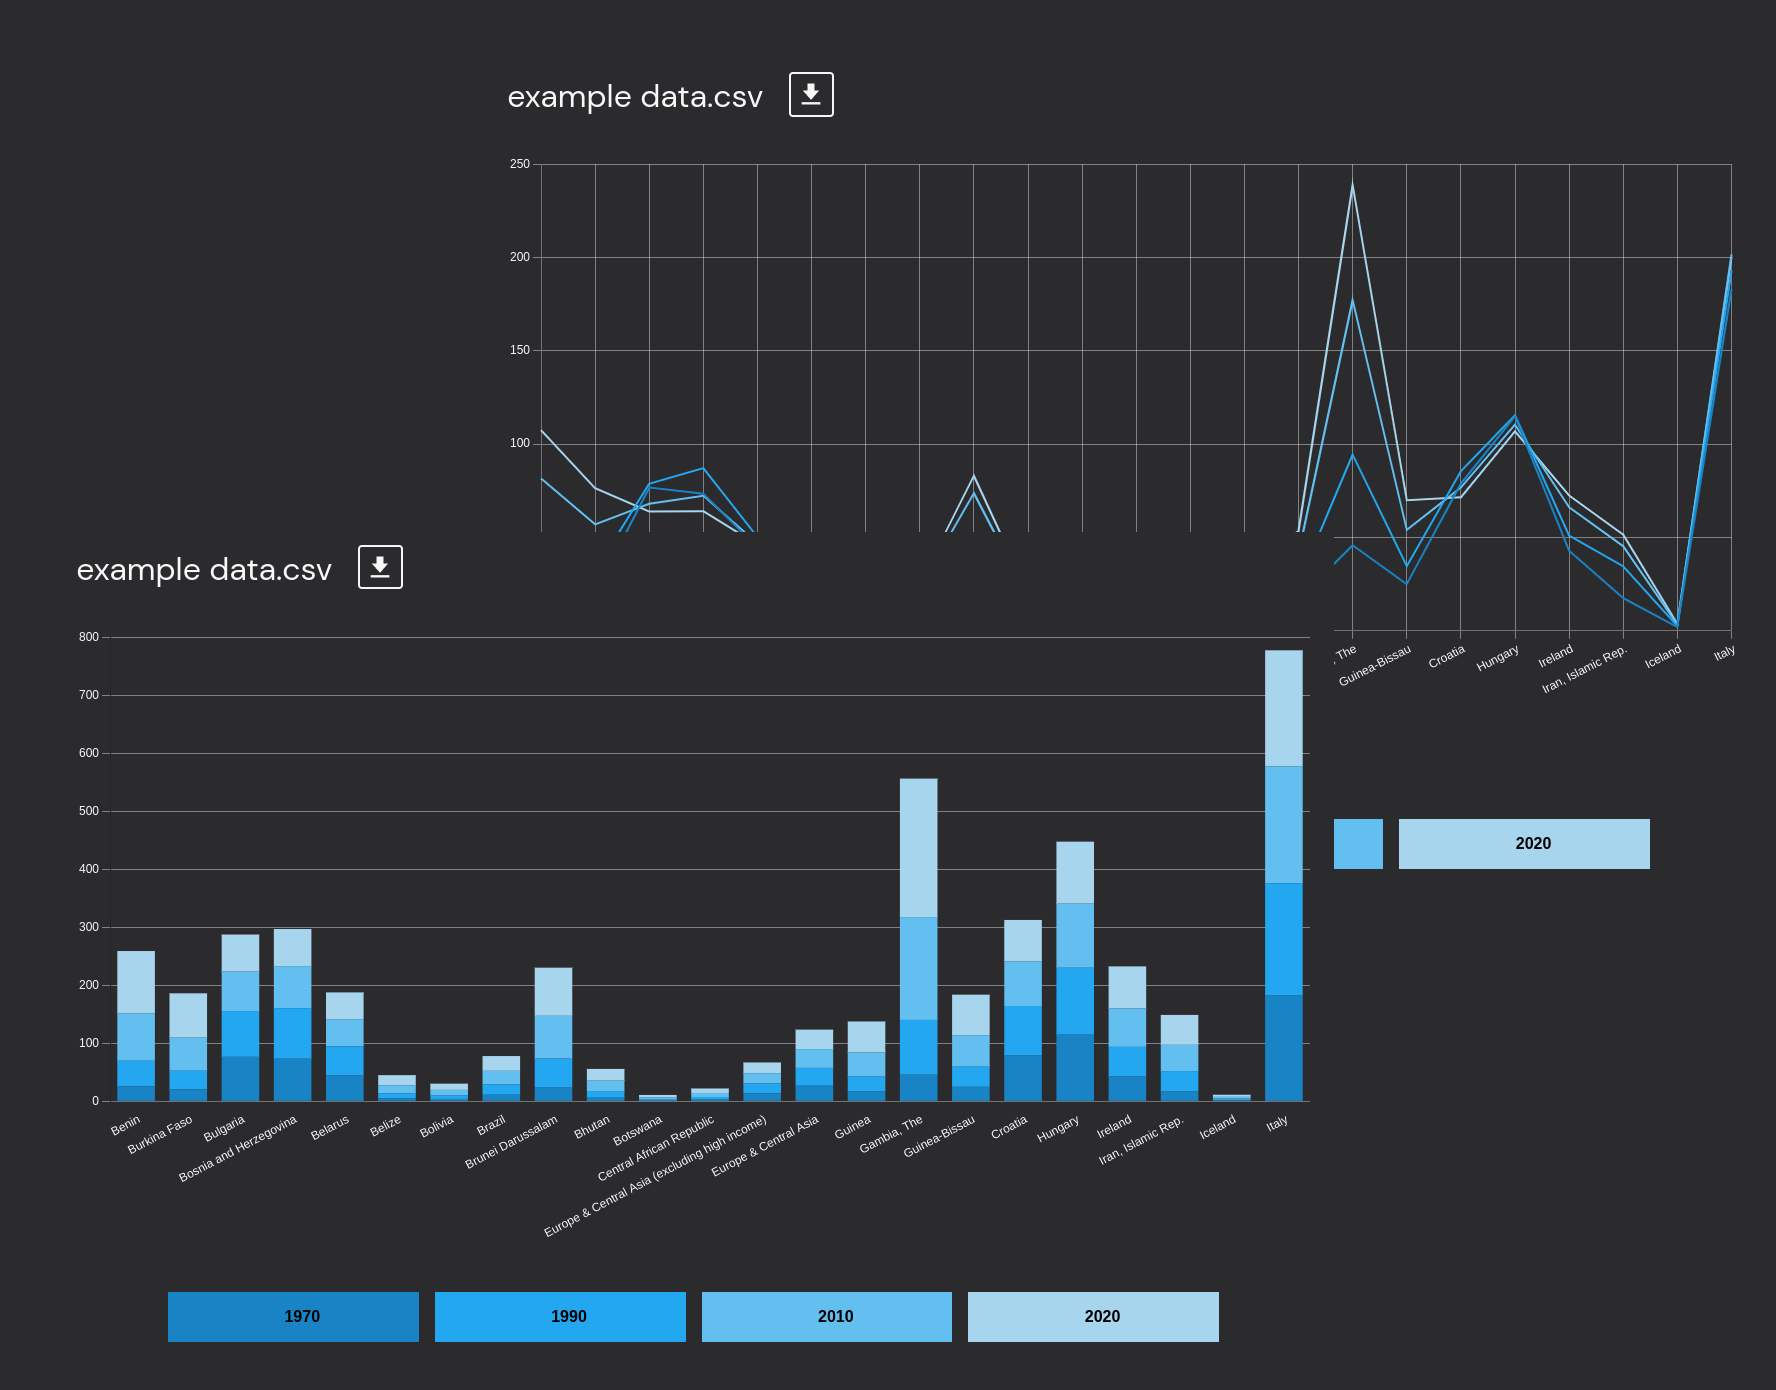 example data.csv
250
200
150
100
, The
Guinea-Bissau
Croatia
Hungary
Ireland
Iran, Islamic Rep.
Iceland
Italy
2020
example data.csv
800
700
600
500
400
300
200
100
0
Benin
Burkina Faso
Bulgaria
Bosnia and Herzegovina
Belarus
Belize
Bolivia
Brazil
Brunei Darussalam
Bhutan
Botswana
Central African Republic
Europe & Central Asia (excluding high income)
Europe & Central Asia
Guinea
Gambia, The
Guinea-Bissau
Croatia
Hungary
Ireland
Iran, Islamic Rep.
Iceland
Italy
1970
1990
2010
2020